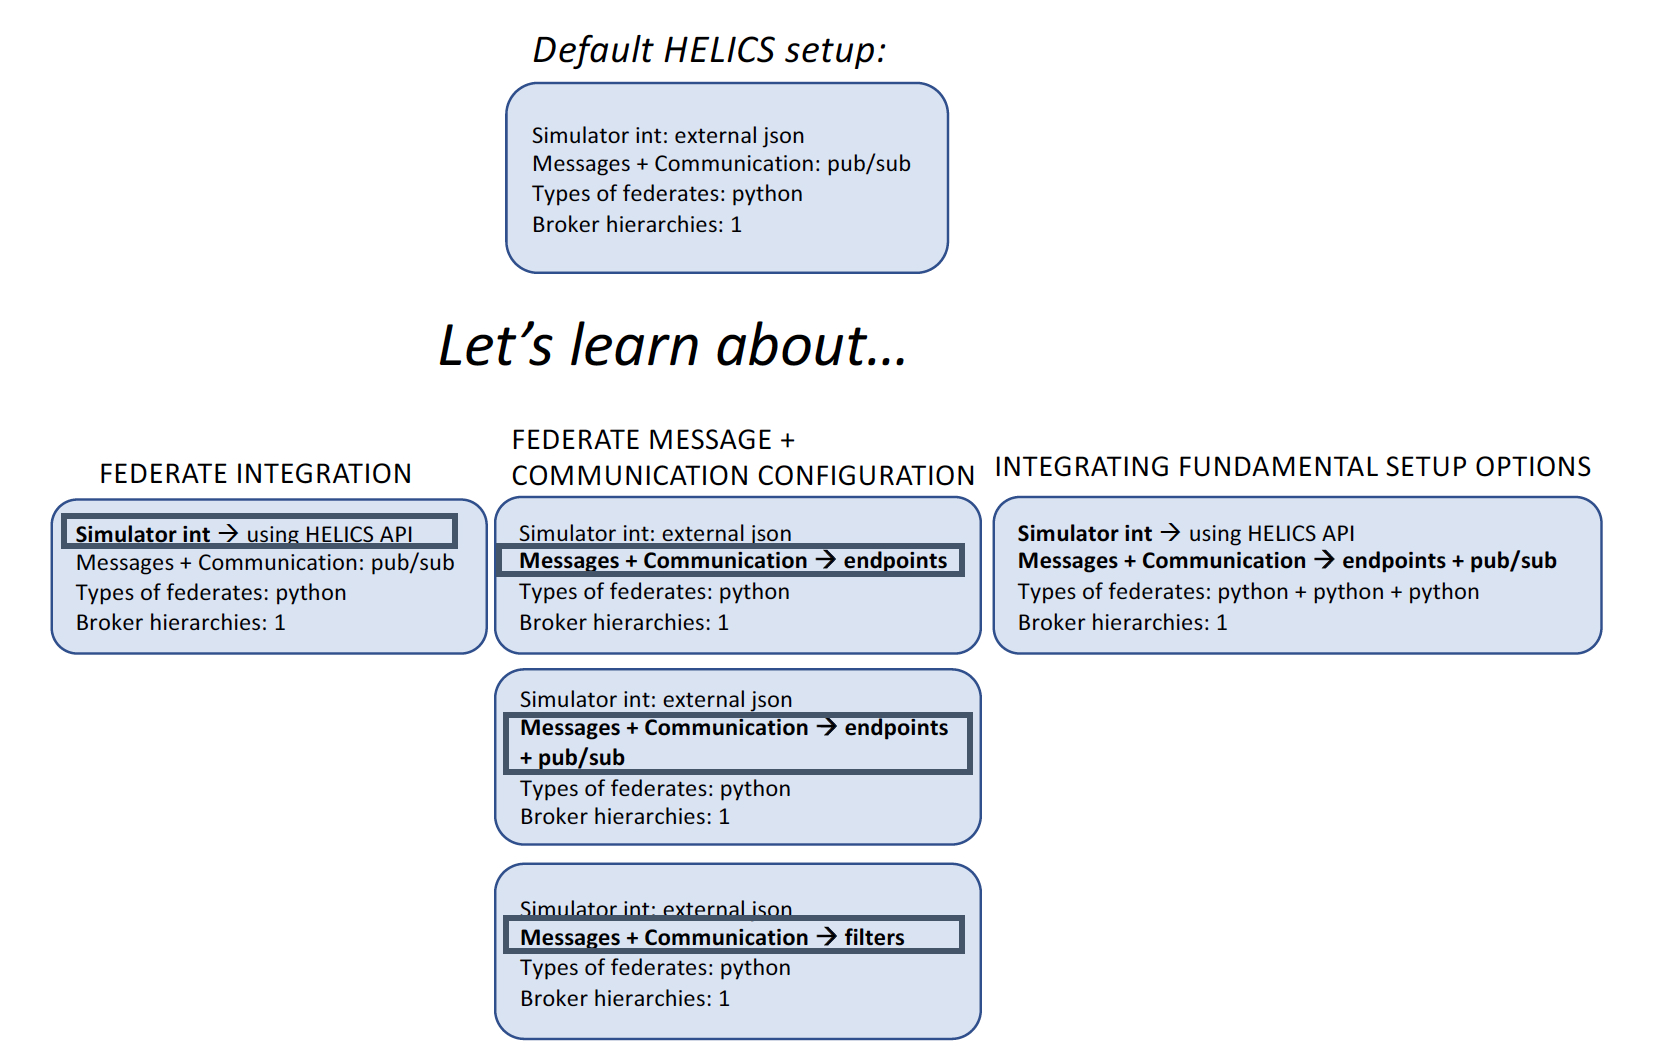 Default HELICS setup:
Simulator int: external json
Messages + Communication: pub/sub
Types of federates: python
Broker hierarchies: 1
Let’s learn about…
FEDERATE INTEGRATION
Simulator int → using HELICS API
Messages + Communication: pub/sub
Types of federates: python
Broker hierarchies: 1
FEDERATE MESSAGE +
COMMUNICATION CONFIGURATION
Simulator int: external json
Messages + Communication → endpoints
Types of federates: python
Broker hierarchies: 1
Simulator int: external json
Messages + Communication → endpoints
+ pub/sub
Types of federates: python
Broker hierarchies: 1
Simulator int: external json
Messages + Communication → filters
Types of federates: python
Broker hierarchies: 1
INTEGRATING FUNDAMENTAL SETUP OPTIONS
Simulator int → using HELICS API
Messages + Communication → endpoints + pub/sub
Types of federates: python + python + python
Broker hierarchies: 1